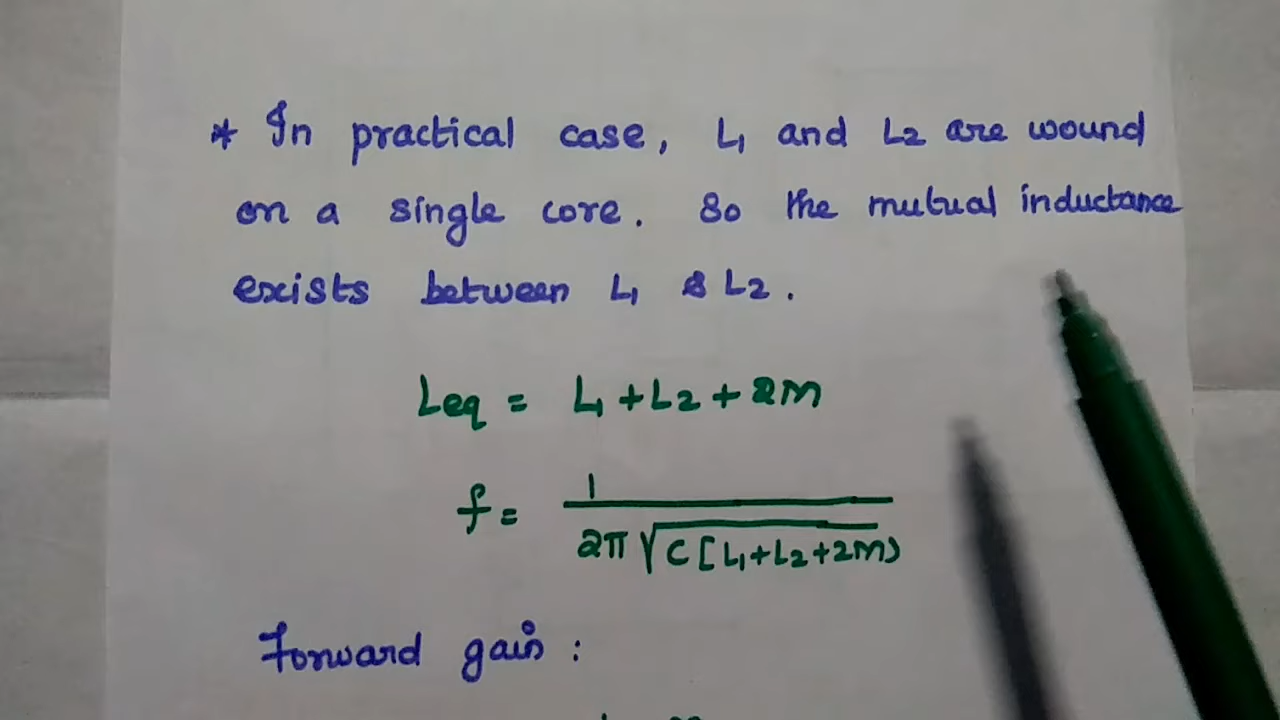 * In practical case, L1 and L2 are wound
on a single core. So the mutual inductance
exists between L1 & L2.
Leq = L1+L2+2M
f = 1
2π√C[L1+L2+2M)
Forward gain :